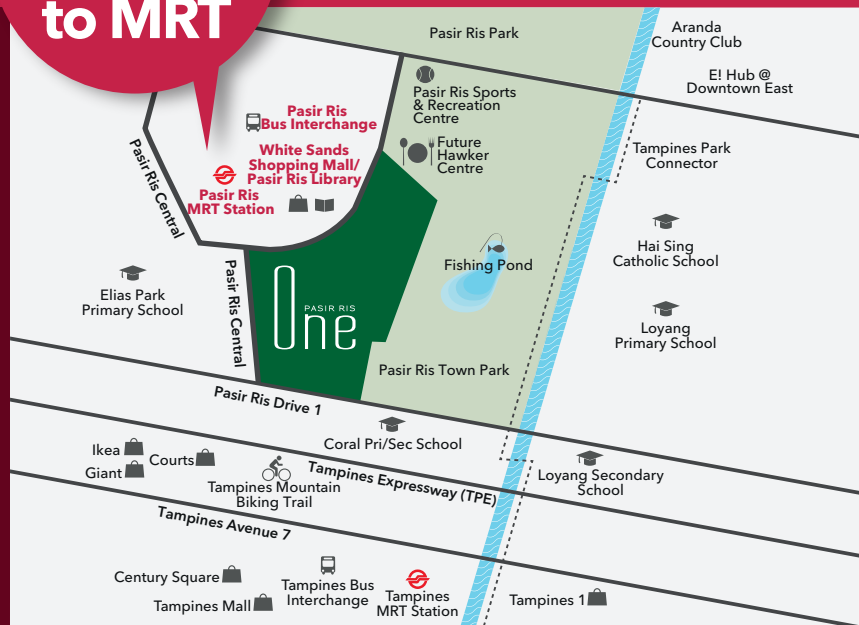 to MRT
Pasir Ris Park
Aranda
Country Club
E! Hub @
Downtown East
Pasir Ris Sports
& Recreation
Centre
Pasir Ris
Bus Interchange
Future
Hawker
Centre
White Sands
Shopping Mall/
Pasir Ris Library
Pasir Ris
MRT Station
Tampines Park
Connector
Pasir Ris Central
Hai Sing
Catholic School
Fishing Pond
Elias Park
Primary School
Pasir Ris Central
PASIR RIS
One
Loyang
Primary School
Pasir Ris Town Park
Pasir Ris Drive 1
Coral Pri/Sec School
Ikea
Courts
Giant
Tampines Mountain
Biking Trail
Tampines Expressway (TPE)
Loyang Secondary
School
Tampines Avenue 7
Century Square
Tampines Mall
Tampines Bus
Interchange
Tampines
MRT Station
Tampines 1